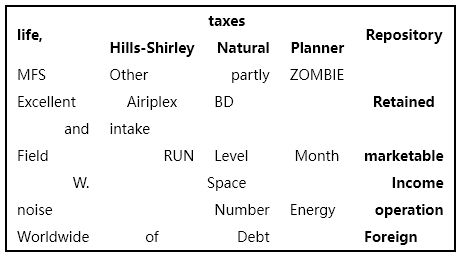 life, taxes Repository
Hills-Shirley Natural Planner
MFS Other partly ZOMBIE
Excellent Airiplex BD Retained
and intake
Field RUN Level Month marketable
W. Space Income
noise Number Energy operation
Worldwide of Debt Foreign